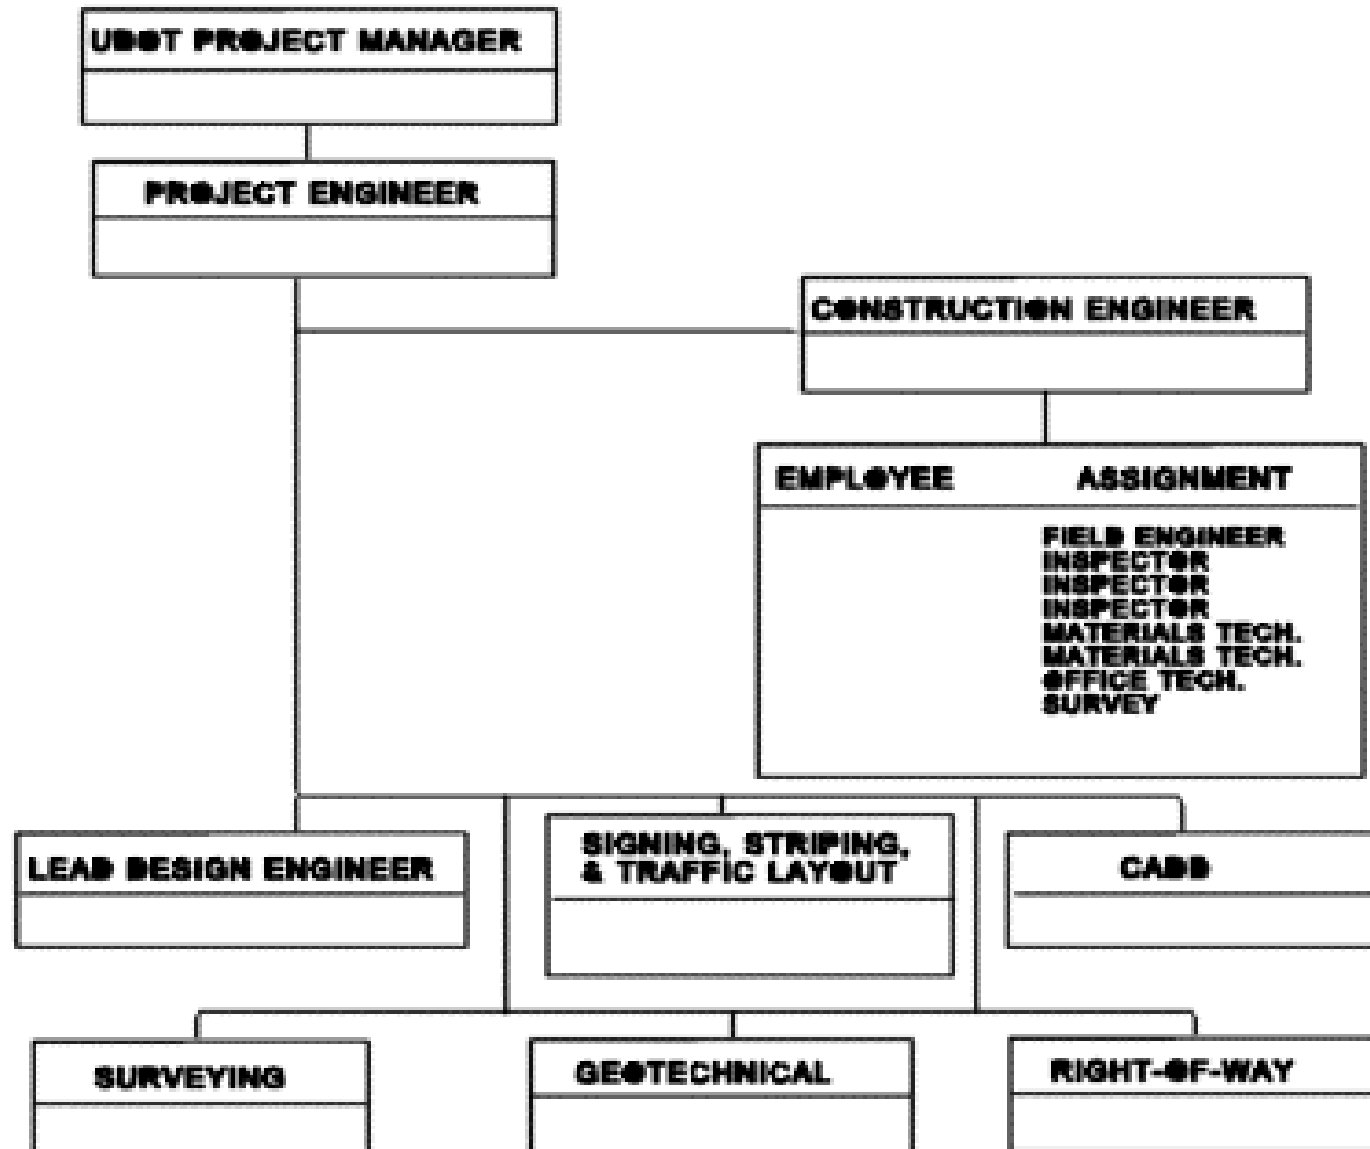 UDOT PROJECT MANAGER
PROJECT ENGINEER
CONSTRUCTION ENGINEER
EMPLOYEE ASSIGNMENT
FIELD ENGINEER
INSPECTOR
INSPECTOR
INSPECTOR
MATERIALS TECH.
MATERIALS TECH.
OFFICE TECH.
SURVEY
LEAD DESIGN ENGINEER
SIGNING, STRIPING,
& TRAFFIC LAYOUT
CADD
SURVEYING
GEOTECHNICAL
RIGHT-OF-WAY